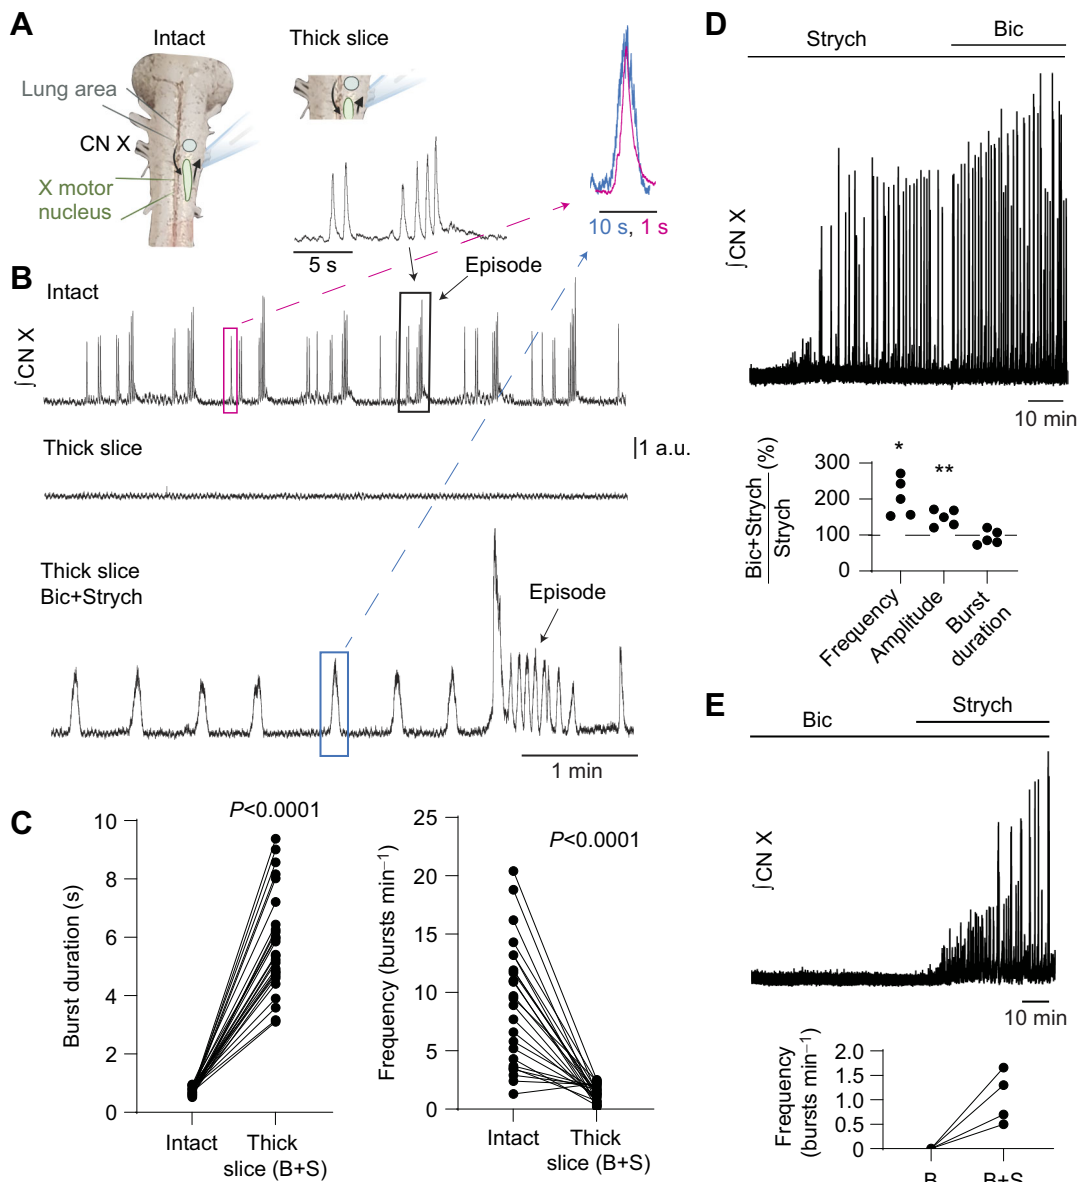 A
Intact
Thick slice
Lung area
CN X
X motor
nucleus
5 s
10 s, 1 s
B
Intact
Episode
∫CN X
Thick slice
1 a.u.
Thick slice
Bic+Strych
Episode
1 min
C
P<0.0001
Burst duration (s)
10
8
6
4
2
0
Intact
Thick
slice (B+S)
P<0.0001
Frequency (bursts min−1)
25
20
15
10
5
0
Intact
Thick
slice (B+S)
D
Strych
Bic
∫CN X
10 min
Bic+Strych
Strych
(%)
300
200
100
0
*
**
Frequency
Amplitude
Burst
duration
E
Bic
Strych
∫CN X
10 min
Frequency
(bursts min−1)
2.0
1.5
1.0
0.5
0
B
B+S